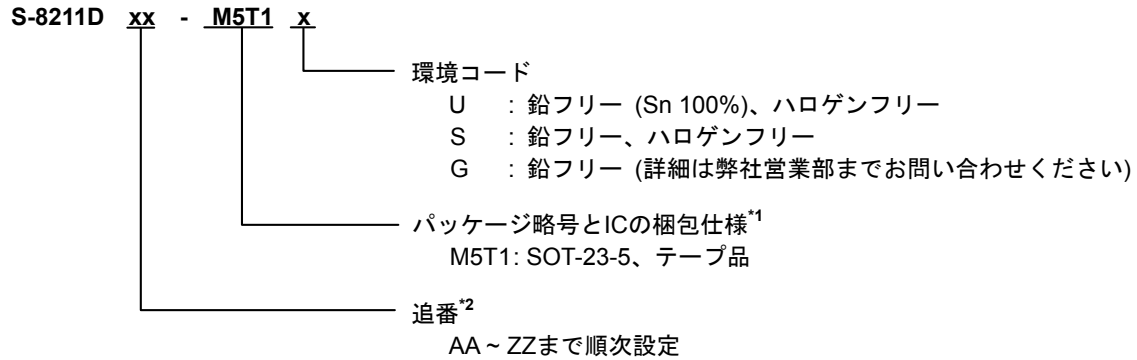 S-8211D xx - M5T1 x
環境コード
U : 鉛フリー (Sn 100%)、ハロゲンフリー
S : 鉛フリー、ハロゲンフリー
G : 鉛フリー (詳細は弊社営業部までお問い合わせください)
パッケージ略号とICの梱包仕様*1
M5T1: SOT-23-5、テープ品
追番*2
AA ~ ZZまで順次設定